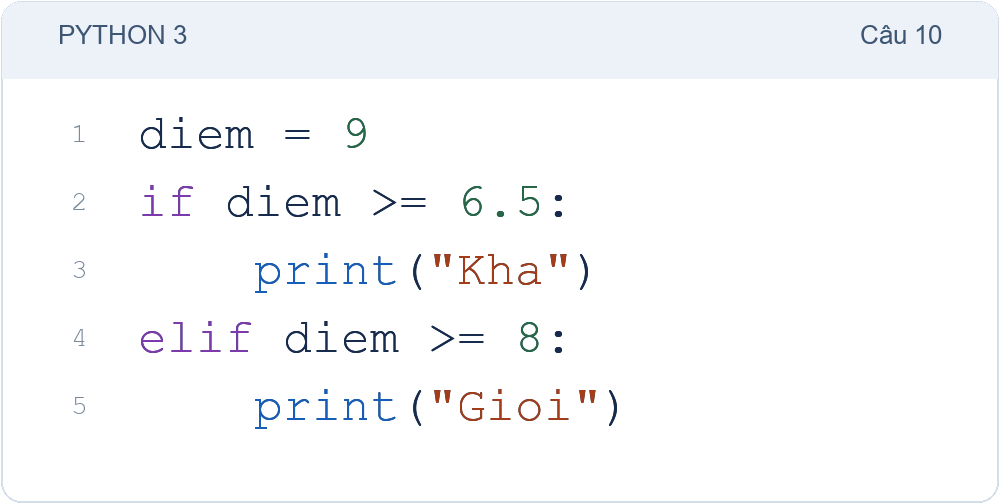 PYTHON 3 Câu 10
1 diem = 9
2 if diem >= 6.5:
3     print("Kha")
4 elif diem >= 8:
5     print("Gioi")